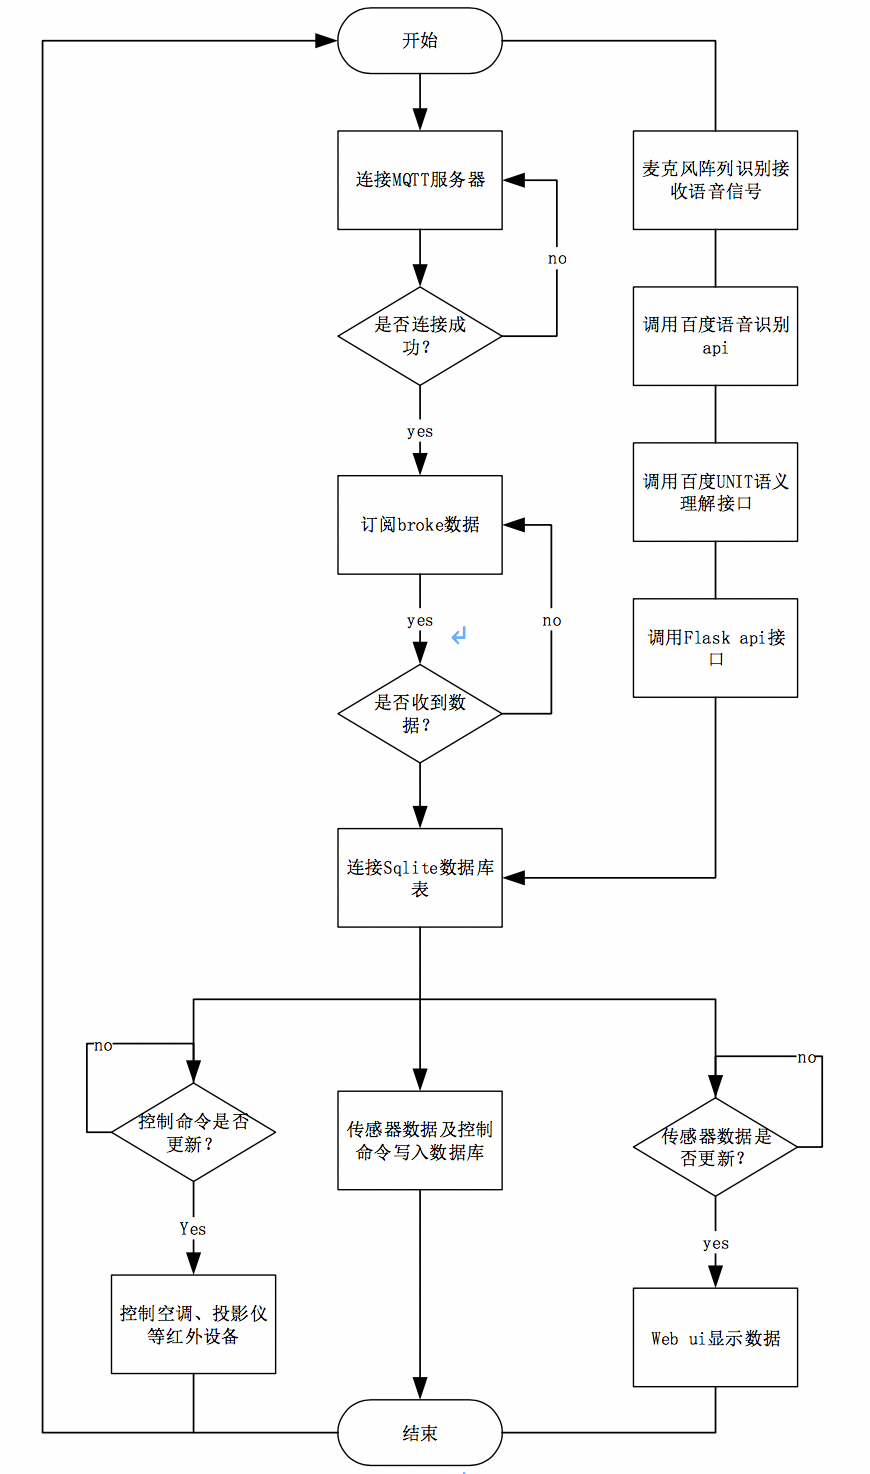 开始
连接MQTT服务器
麦克风阵列识别接
收语音信号
no
是否连接成
功?
调用百度语音识别
api
yes
调用百度UNIT语义
理解接口
订阅broke数据
yes
no
调用Flask api接
口
是否收到数
据?
连接Sqlite数据库
表
no
no
控制命令是否
更新?
传感器数据及控制
命令写入数据库
传感器数据是
否更新?
Yes
yes
控制空调、投影仪
等红外设备
Web ui显示数据
结束